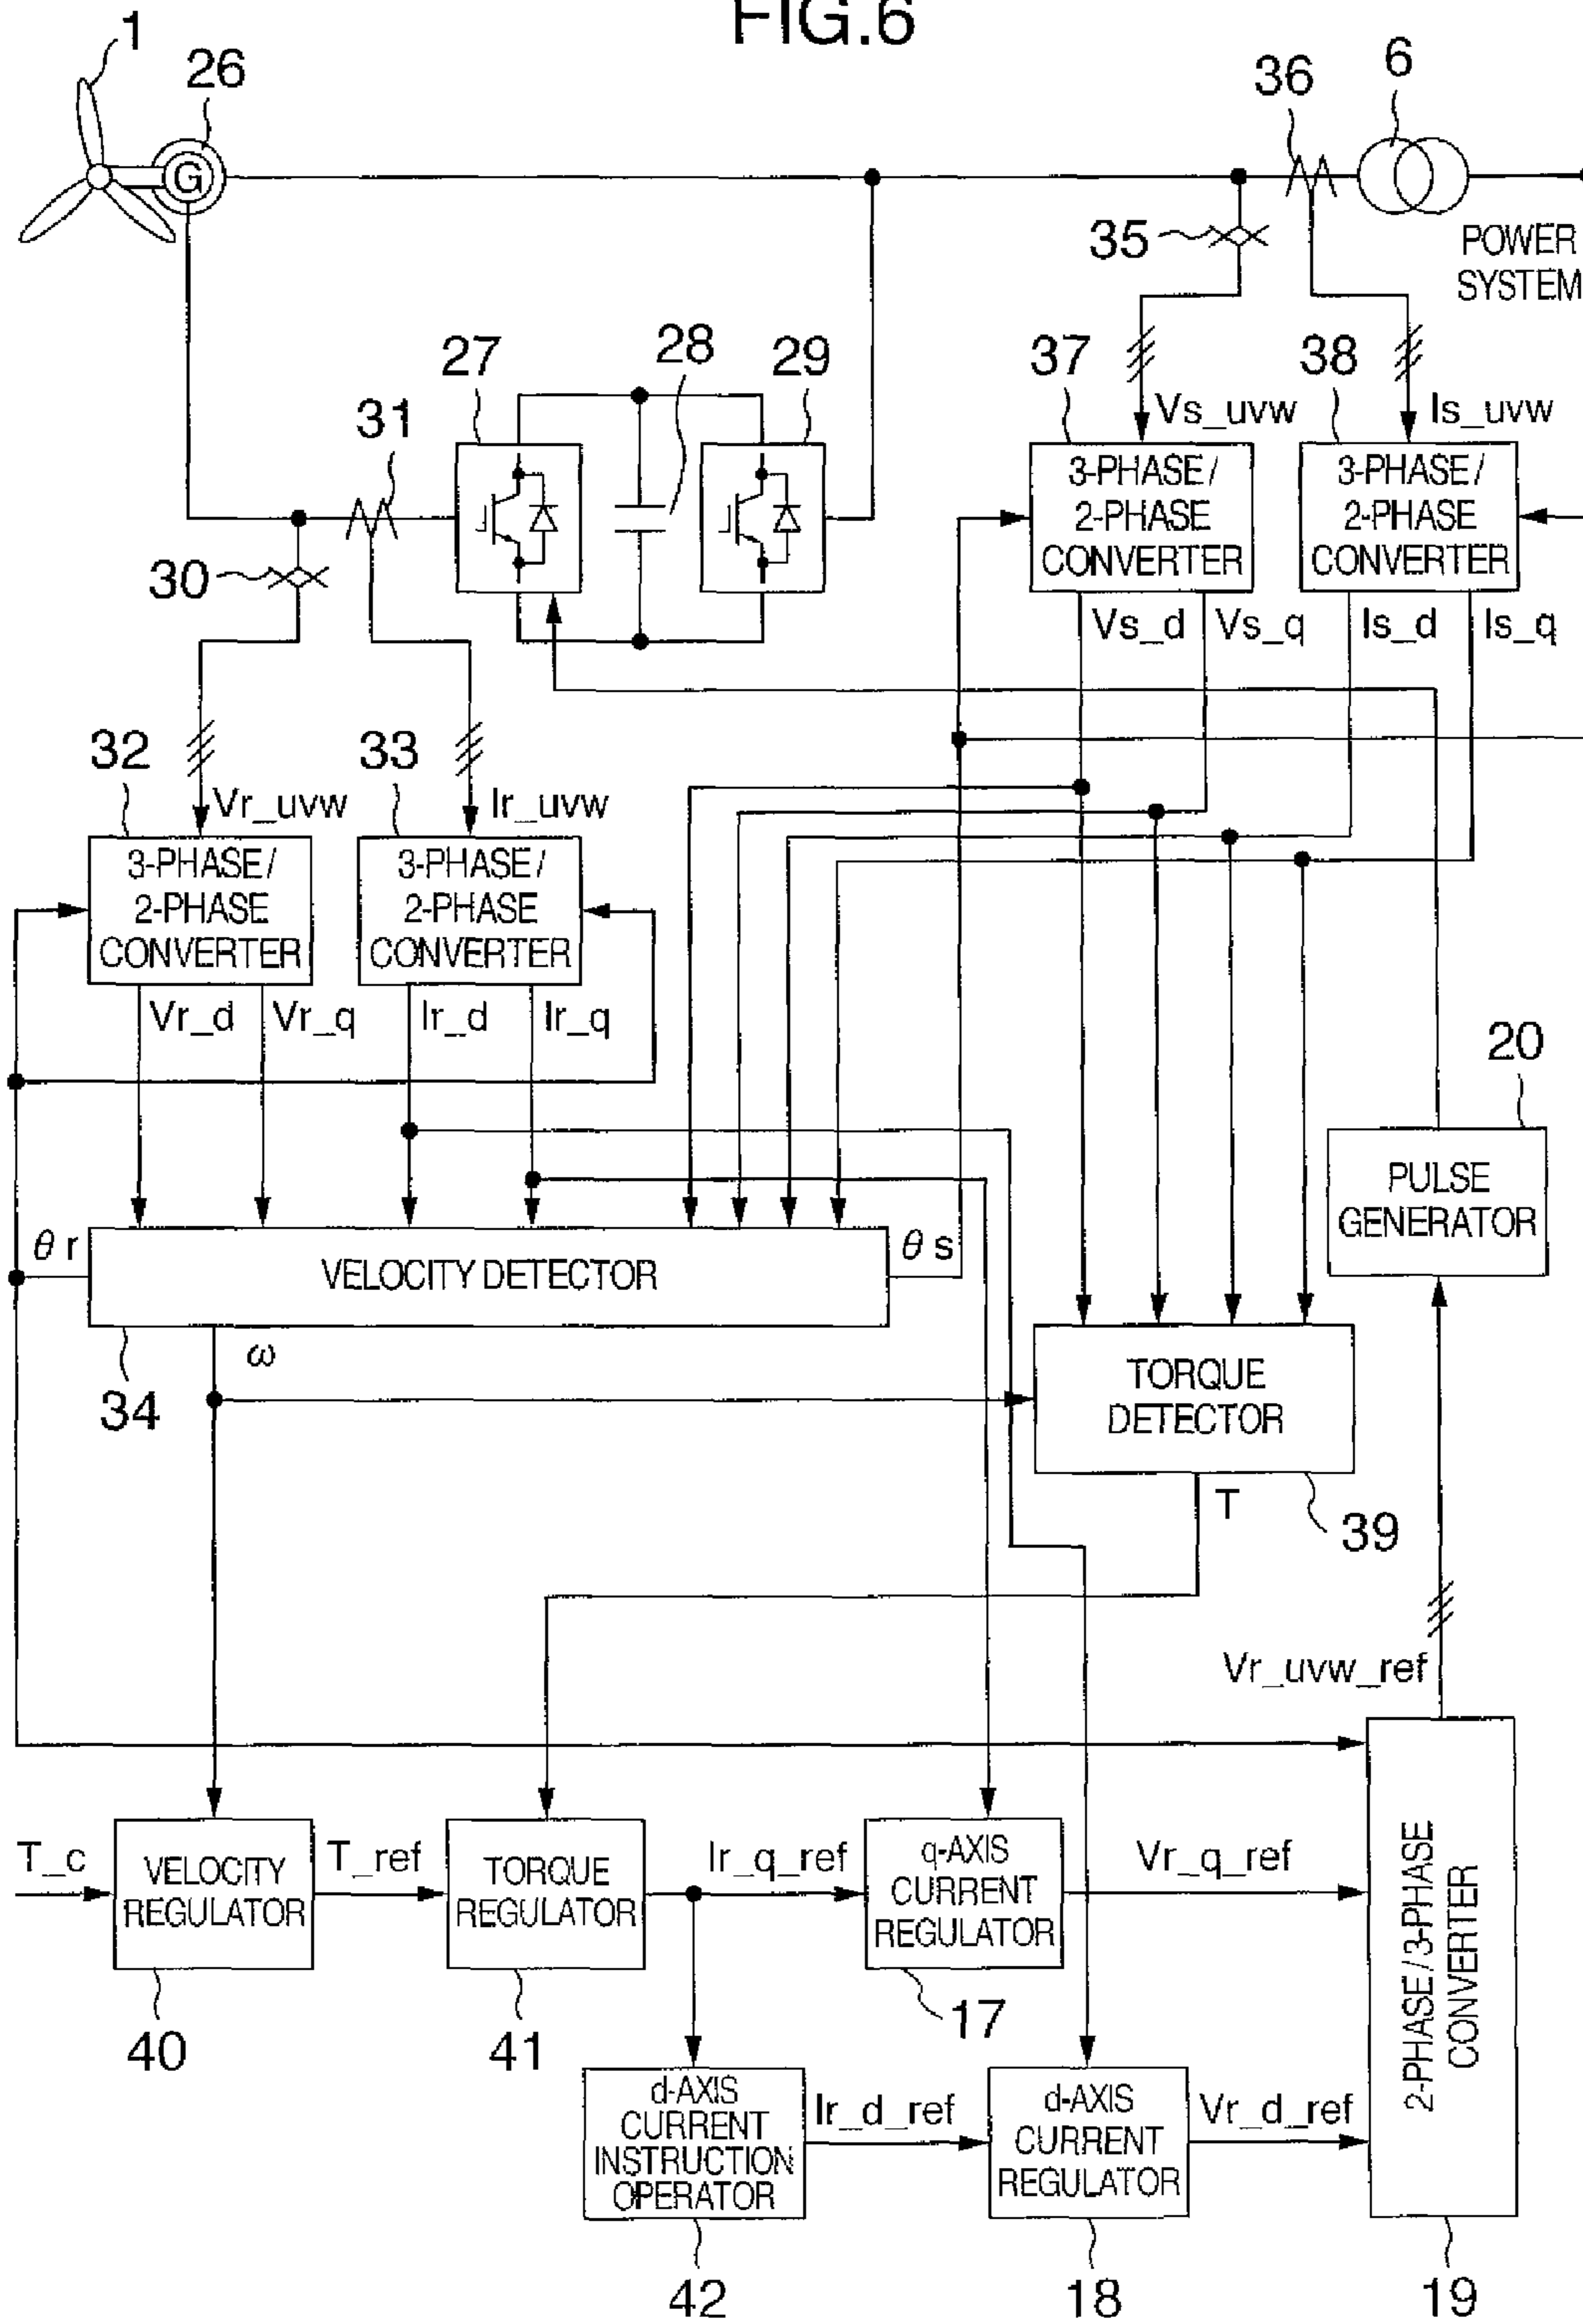 FIG.6
1
26
G
36
6
35
POWER
SYSTEM
27
28
29
37
38
31
Vs_uvw
Is_uvw
3-PHASE/
2-PHASE
CONVERTER
3-PHASE/
2-PHASE
CONVERTER
30
Vs_d
Vs_q
Is_d
Is_q
32
33
Vr_uvw
Ir_uvw
3-PHASE/
2-PHASE
CONVERTER
3-PHASE/
2-PHASE
CONVERTER
Vr_d
Vr_q
Ir_d
Ir_q
20
PULSE
GENERATOR
θr
VELOCITY DETECTOR
θs
34
ω
TORQUE
DETECTOR
T
39
Vr_uvw_ref
T_c
VELOCITY
REGULATOR
T_ref
TORQUE
REGULATOR
Ir_q_ref
q-AXIS
CURRENT
REGULATOR
Vr_q_ref
2-PHASE/3-PHASE
CONVERTER
40
41
17
d-AXIS
CURRENT
INSTRUCTION
OPERATOR
Ir_d_ref
d-AXIS
CURRENT
REGULATOR
Vr_d_ref
42
18
19